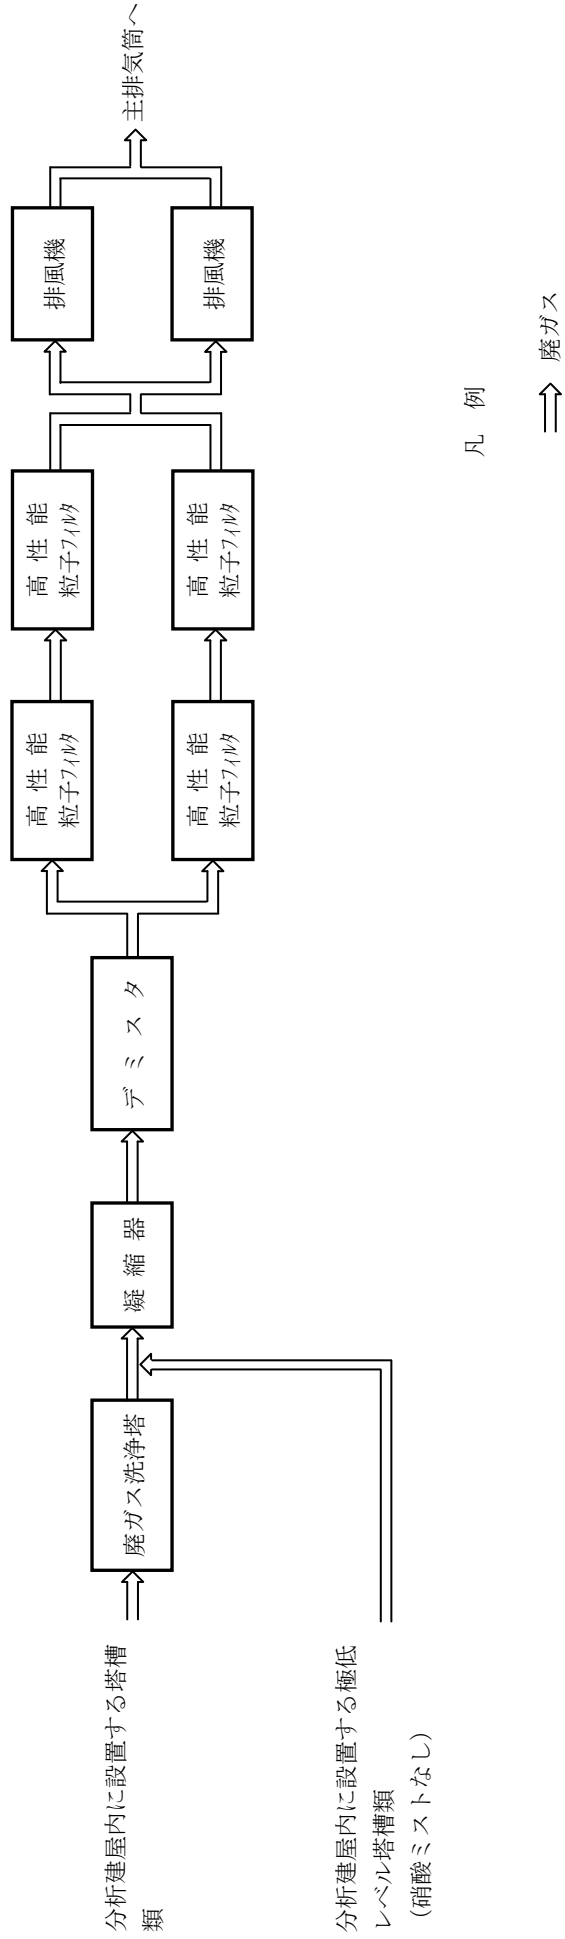 分析建屋内に設置する塔槽
類
分析建屋内に設置する極低
レベル塔槽類
(硝酸ミストなし)
廃ガス洗浄塔
凝縮器
デミスタ
高性能
粒子フィルタ
高性能
粒子フィルタ
高性能
粒子フィルタ
高性能
粒子フィルタ
排風機
排風機
主排気筒へ
凡例
廃ガス